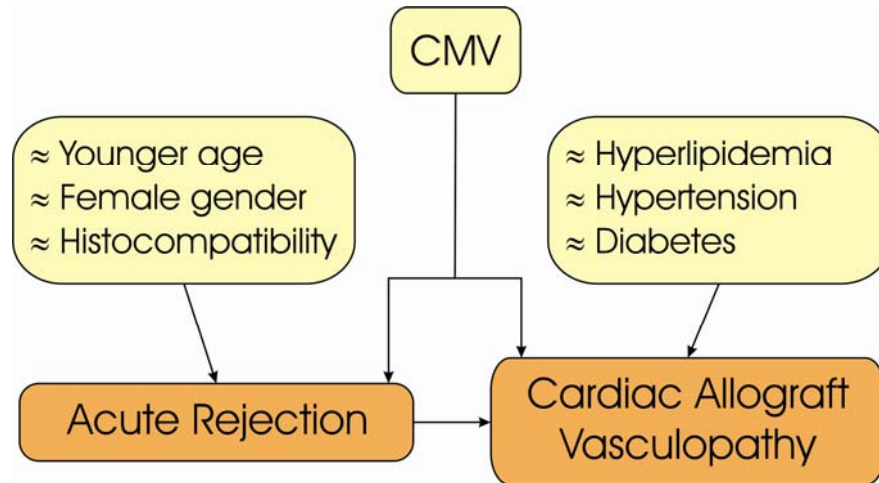 CMV
≈ Younger age
≈ Female gender
≈ Histocompatibility
≈ Hyperlipidemia
≈ Hypertension
≈ Diabetes
Acute Rejection
Cardiac Allograft
Vasculopathy